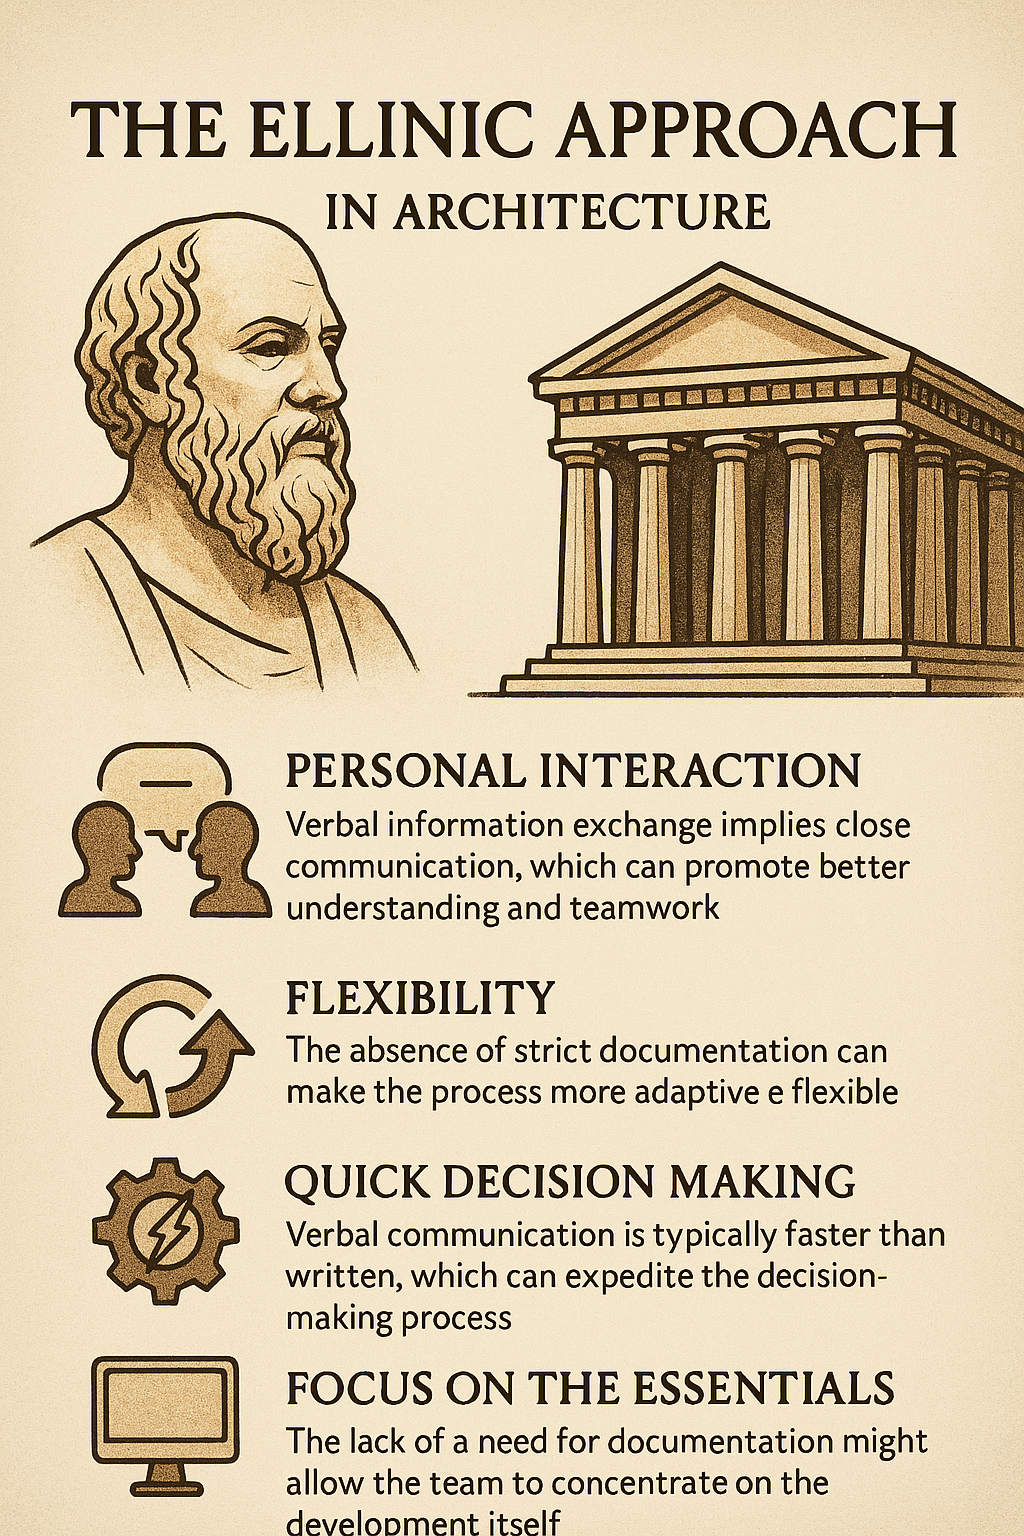 THE ELLINIC APPROACH
IN ARCHITECTURE
PERSONAL INTERACTION
Verbal information exchange implies close
communication, which can promote better
understanding and teamwork
FLEXIBILITY
The absence of strict documentation can
make the process more adaptive e flexible
QUICK DECISION MAKING
Verbal communication is typically faster than
written, which can expedite the decision-
making process
FOCUS ON THE ESSENTIALS
The lack of a need for documentation might
allow the team to concentrate on the
development itself